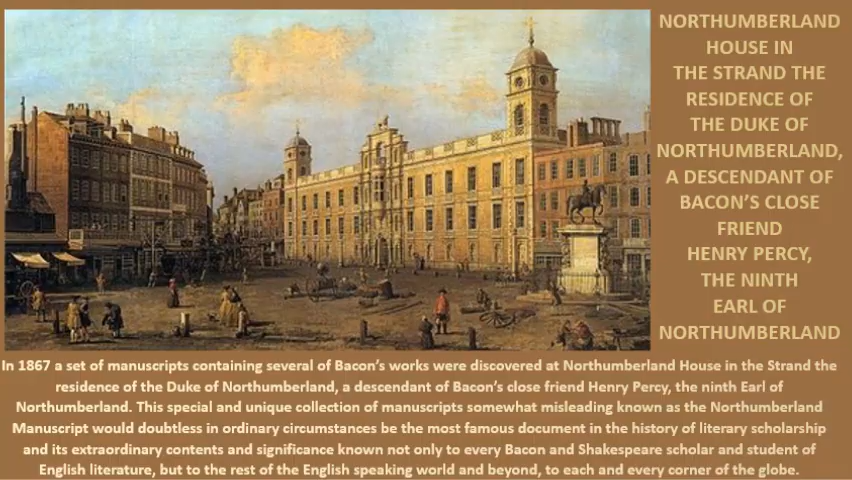 NORTHUMBERLAND
HOUSE IN
THE STRAND THE
RESIDENCE OF
THE DUKE OF
NORTHUMBERLAND,
A DESCENDANT OF
BACON'S CLOSE
FRIEND
HENRY PERCY,
THE NINTH
EARL OF
NORTHUMBERLAND
In 1867 a set of manuscripts containing several of Bacon's works were discovered at Northumberland House in the Strand the
residence of the Duke of Northumberland, a descendant of Bacon's close friend Henry Percy, the ninth Earl of
Northumberland. This special and unique collection of manuscripts somewhat misleading known as the Northumberland
Manuscript would doubtless in ordinary circumstances be the most famous document in the history of literary scholarship
and its extraordinary contents and significance known not only to every Bacon and Shakespeare scholar and student of
English literature, but to the rest of the English speaking world and beyond, to each and every corner of the globe.